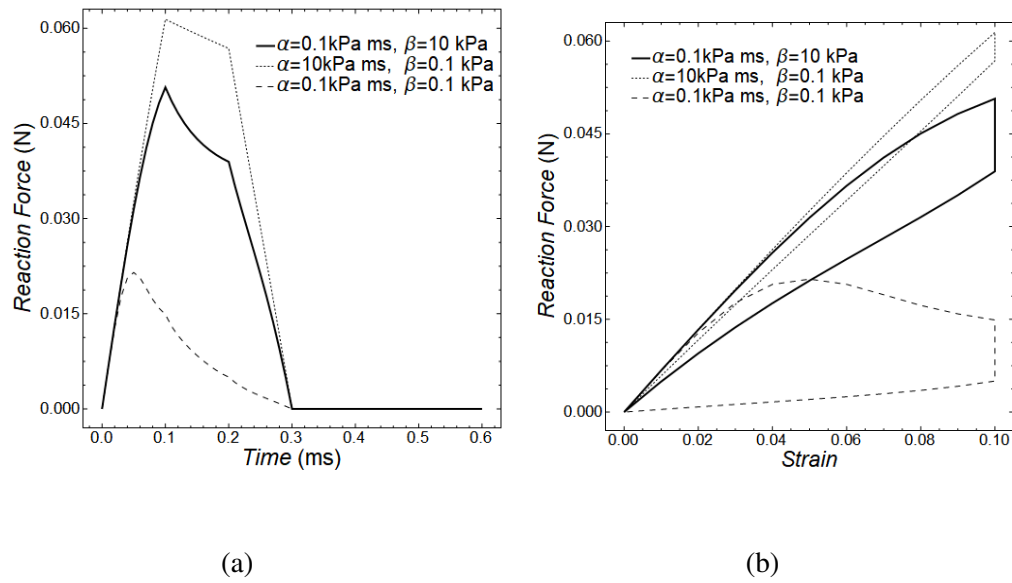 0.060
0.045
0.030
0.015
0.000
Reaction Force (N)
α=0.1kPa ms, β=10 kPa
α=10kPa ms, β=0.1 kPa
α=0.1kPa ms, β=0.1 kPa
0.0 0.1 0.2 0.3 0.4 0.5 0.6
Time (ms)
(a)
0.060
0.045
0.030
0.015
0.000
Reaction Force (N)
α=0.1kPa ms, β=10 kPa
α=10kPa ms, β=0.1 kPa
α=0.1kPa ms, β=0.1 kPa
0.00 0.02 0.04 0.06 0.08 0.10
Strain
(b)